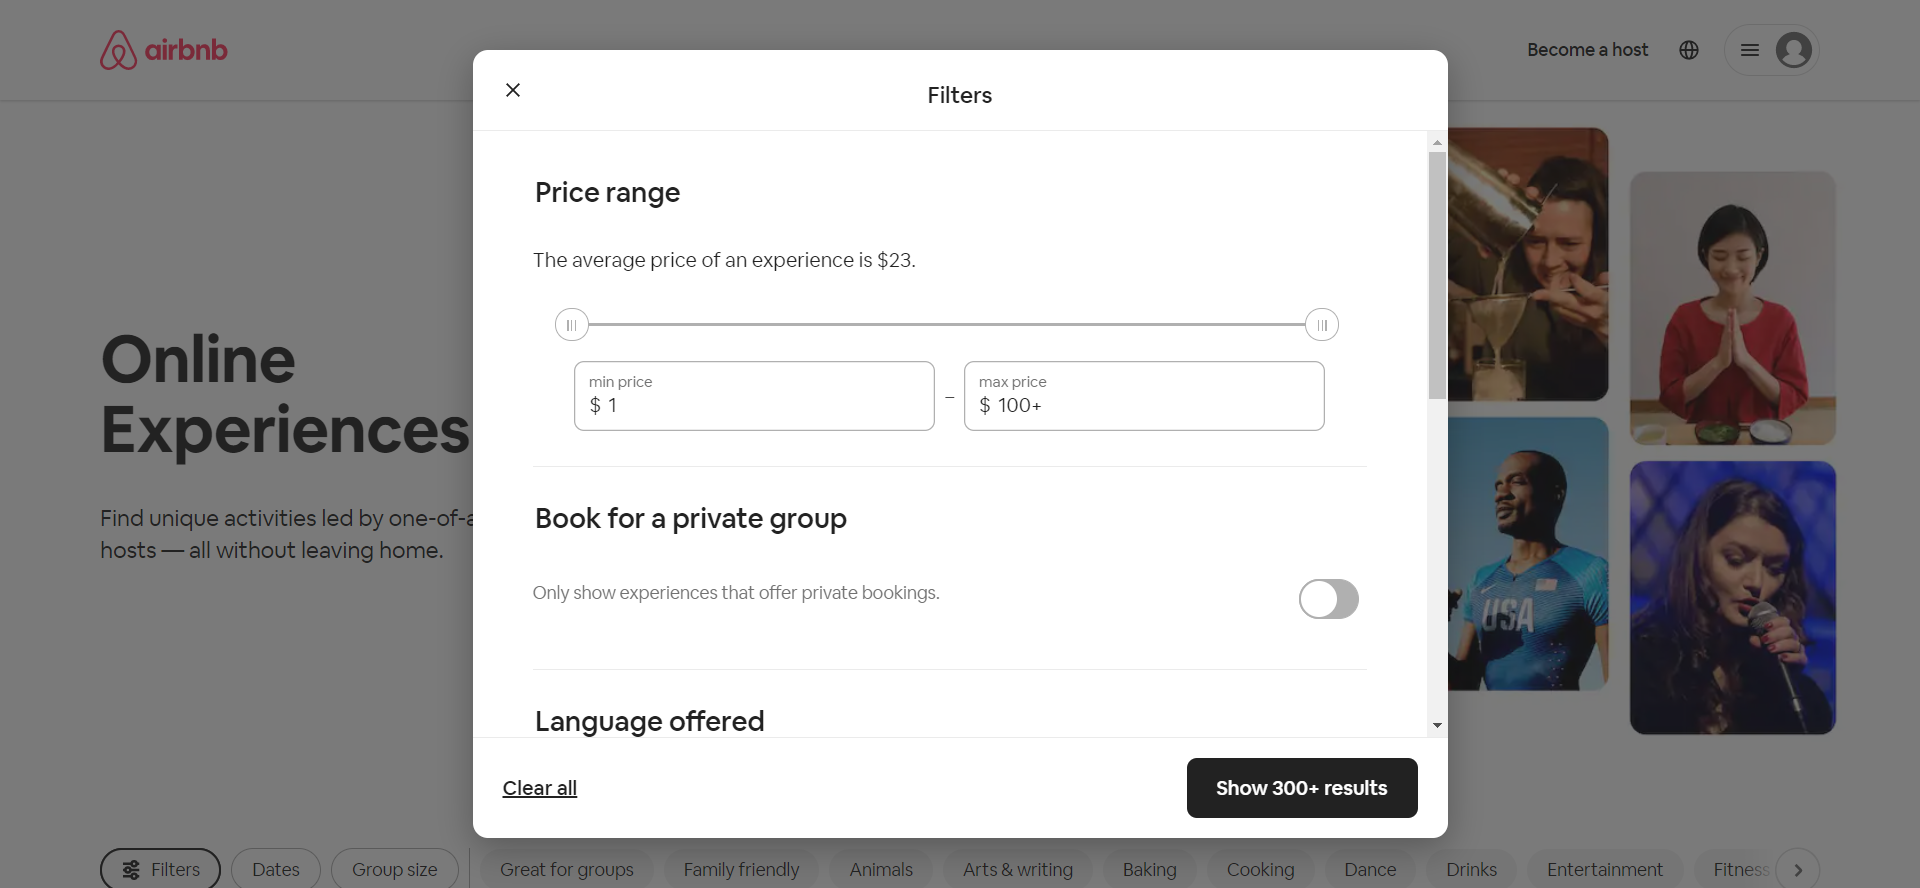 airbnb
Become a host
Filters
Price range
The average price of an experience is $23.
min price
$ 1
–
max price
$ 100+
Book for a private group
Only show experiences that offer private bookings.
Language offered
Clear all
Show 300+ results
Online
Experiences
Find unique activities led by one-of-a
hosts — all without leaving home.
USA
Filters
Dates
Group size
Great for groups
Family friendly
Animals
Arts & writing
Baking
Cooking
Dance
Drinks
Entertainment
Fitness